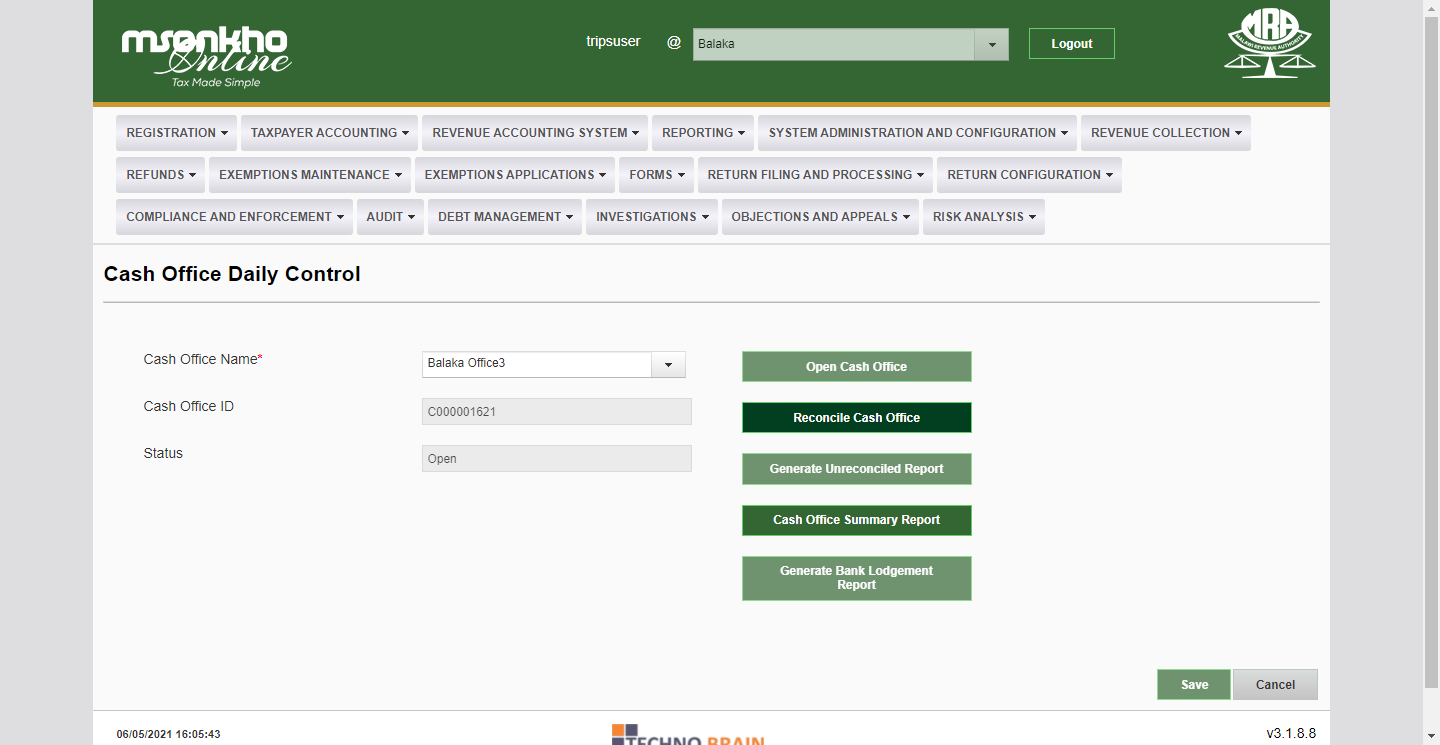 msonkho
Online
Tax Made Simple
tripsuser @ Balaka Logout
MRA
MALAWI REVENUE AUTHORITY
REGISTRATION TAXPAYER ACCOUNTING REVENUE ACCOUNTING SYSTEM REPORTING SYSTEM ADMINISTRATION AND CONFIGURATION REVENUE COLLECTION
REFUNDS EXEMPTIONS MAINTENANCE EXEMPTIONS APPLICATIONS FORMS RETURN FILING AND PROCESSING RETURN CONFIGURATION
COMPLIANCE AND ENFORCEMENT AUDIT DEBT MANAGEMENT INVESTIGATIONS OBJECTIONS AND APPEALS RISK ANALYSIS
Cash Office Daily Control
Cash Office Name* Balaka Office3
Cash Office ID C000001621
Status Open
Open Cash Office
Reconcile Cash Office
Generate Unreconciled Report
Cash Office Summary Report
Generate Bank Lodgement
Report
Save Cancel
06/05/2021 16:05:43 TECHNO BRAIN v3.1.8.8